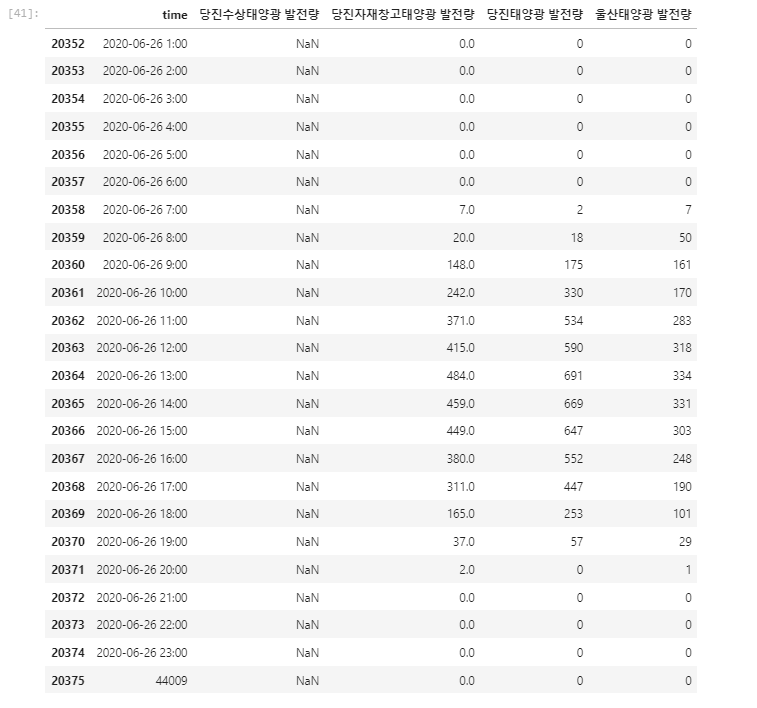 [41]: time 당진수상태양광 발전량 당진자재창고태양광 발전량 당진태양광 발전량 울산태양광 발전량
20352 2020-06-26 1:00 NaN 0.0 0 0
20353 2020-06-26 2:00 NaN 0.0 0 0
20354 2020-06-26 3:00 NaN 0.0 0 0
20355 2020-06-26 4:00 NaN 0.0 0 0
20356 2020-06-26 5:00 NaN 0.0 0 0
20357 2020-06-26 6:00 NaN 0.0 0 0
20358 2020-06-26 7:00 NaN 7.0 2 7
20359 2020-06-26 8:00 NaN 20.0 18 50
20360 2020-06-26 9:00 NaN 148.0 175 161
20361 2020-06-26 10:00 NaN 242.0 330 170
20362 2020-06-26 11:00 NaN 371.0 534 283
20363 2020-06-26 12:00 NaN 415.0 590 318
20364 2020-06-26 13:00 NaN 484.0 691 334
20365 2020-06-26 14:00 NaN 459.0 669 331
20366 2020-06-26 15:00 NaN 449.0 647 303
20367 2020-06-26 16:00 NaN 380.0 552 248
20368 2020-06-26 17:00 NaN 311.0 447 190
20369 2020-06-26 18:00 NaN 165.0 253 101
20370 2020-06-26 19:00 NaN 37.0 57 29
20371 2020-06-26 20:00 NaN 2.0 0 1
20372 2020-06-26 21:00 NaN 0.0 0 0
20373 2020-06-26 22:00 NaN 0.0 0 0
20374 2020-06-26 23:00 NaN 0.0 0 0
20375 44009 NaN 0.0 0 0